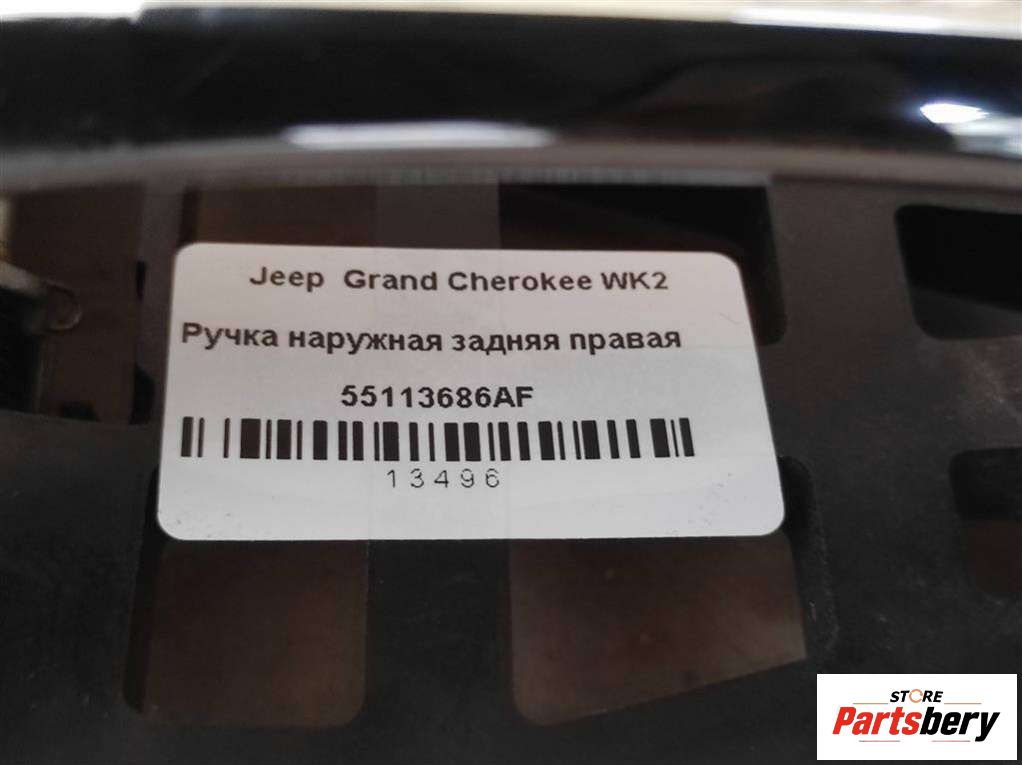 Jeep Grand Cherokee WK2
Ручка наружная задняя правая
55113686AF
13496
STORE
Partsbery